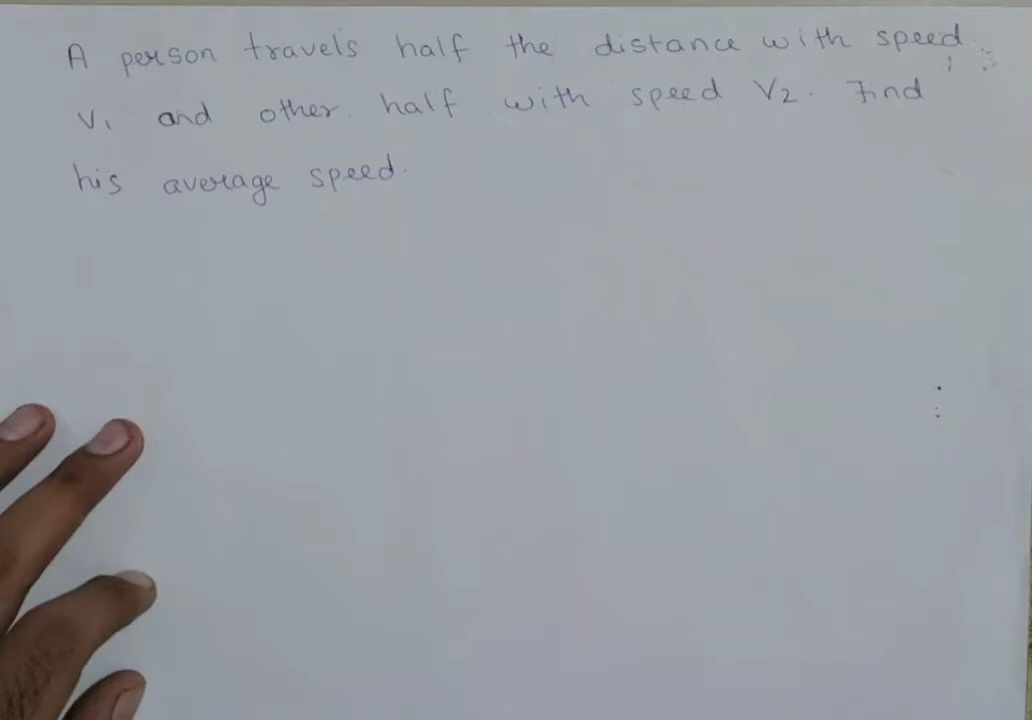 A person travels half the distance with speed
V1 and other half with speed V2. Find
his average speed.